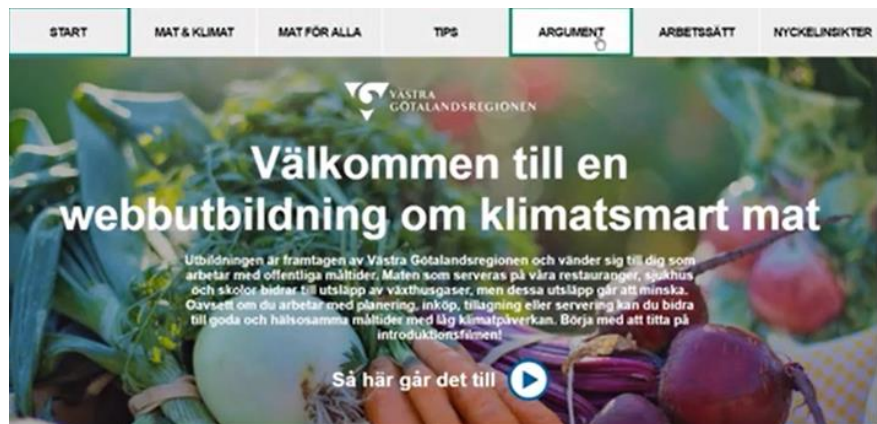 START MAT & KLIMAT MAT FÖR ALLA TIPS ARGUMENT ARBETSSÄTT NYCKELINSIKTER
VÄSTRA
GÖTALANDSREGIONEN
Välkommen till en
webbutbildning om klimatsmart mat
Utbildningen är framtagen av Västra Götalandsregionen och vänder sig till dig som
arbetar med offentliga måltider. Maten som serveras på våra restauranger, sjukhus
och skolor bidrar till utsläpp av växthusgaser, men dessa utsläpp går att minska.
Oavsett om du arbetar med planering, inköp, tillagning eller servering kan du bidra
till goda och hälsosamma måltider med låg klimatpåverkan. Börja med att titta på
introduktionsfilmen!
Så här går det till